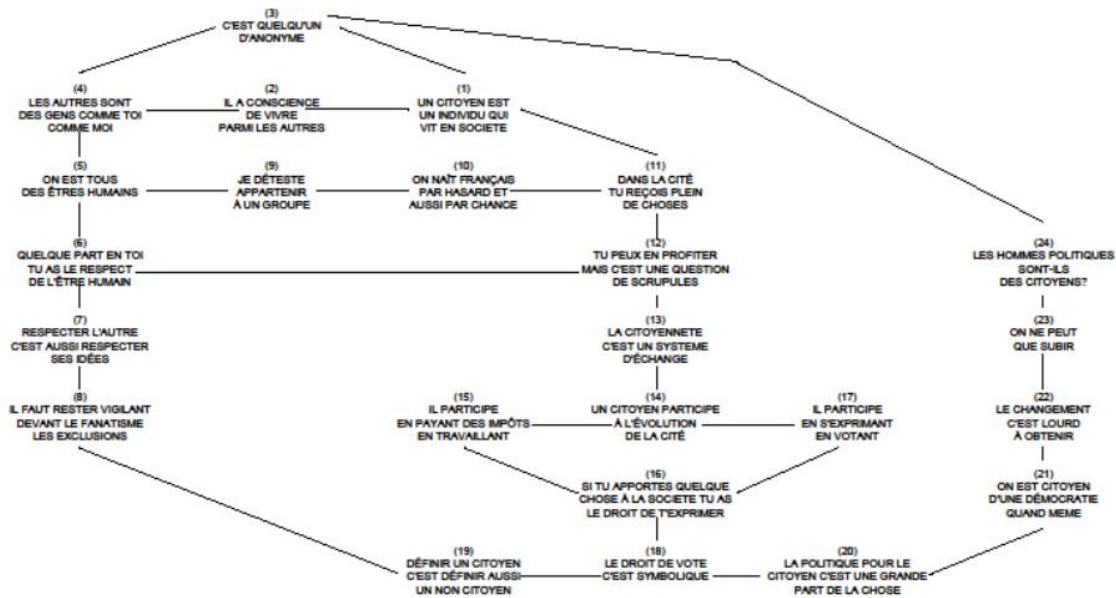 (3)
C'EST QUELQU'UN
D'ANONYME
(4)
LES AUTRES SONT
DES GENS COMME TOI
COMME MOI
(2)
IL A CONSCIENCE
DE VIVRE
PARMI LES AUTRES
(1)
UN CITOYEN EST
UN INDIVIDU QUI
VIT EN SOCIETE
(5)
ON EST TOUS
DES ÊTRES HUMAINS
(9)
JE DÉTESTE
APPARTENIR
À UN GROUPE
(10)
ON NAÎT FRANÇAIS
PAR HASARD ET
AUSSI PAR CHANCE
(11)
DANS LA CITÉ
TU REÇOIS PLEIN
DE CHOSES
(6)
QUELQUE PART EN TOI
TU AS LE RESPECT
DE L'ÊTRE HUMAIN
(12)
TU PEUX EN PROFITER
MAIS C'EST UNE QUESTION
DE SCRUPULES
(24)
LES HOMMES POLITIQUES
SONT-ILS
DES CITOYENS?
(7)
RESPECTER L'AUTRE
C'EST AUSSI RESPECTER
SES IDÉES
(13)
LA CITOYENNETE
C'EST UN SYSTEME
D'ÉCHANGE
(23)
ON NE PEUT
QUE SUBIR
(8)
IL FAUT RESTER VIGILANT
DEVANT LE FANATISME
LES EXCLUSIONS
(15)
IL PARTICIPE
EN PAYANT DES IMPÔTS
EN TRAVAILLANT
(14)
UN CITOYEN PARTICIPE
À L'ÉVOLUTION
DE LA CITÉ
(17)
IL PARTICIPE
EN S'EXPRIMANT
EN VOTANT
(22)
LE CHANGEMENT
C'EST LOURD
À OBTENIR
(16)
SI TU APPORTES QUELQUE
CHOSE À LA SOCIETE TU AS
LE DROIT DE T'EXPRIMER
(21)
ON EST CITOYEN
D'UNE DÉMOCRATIE
QUAND MEME
(19)
DÉFINIR UN CITOYEN
C'EST DÉFINIR AUSSI
UN NON CITOYEN
(18)
LE DROIT DE VOTE
C'EST SYMBOLIQUE
(20)
LA POLITIQUE POUR LE
CITOYEN C'EST UNE GRANDE
PART DE LA CHOSE